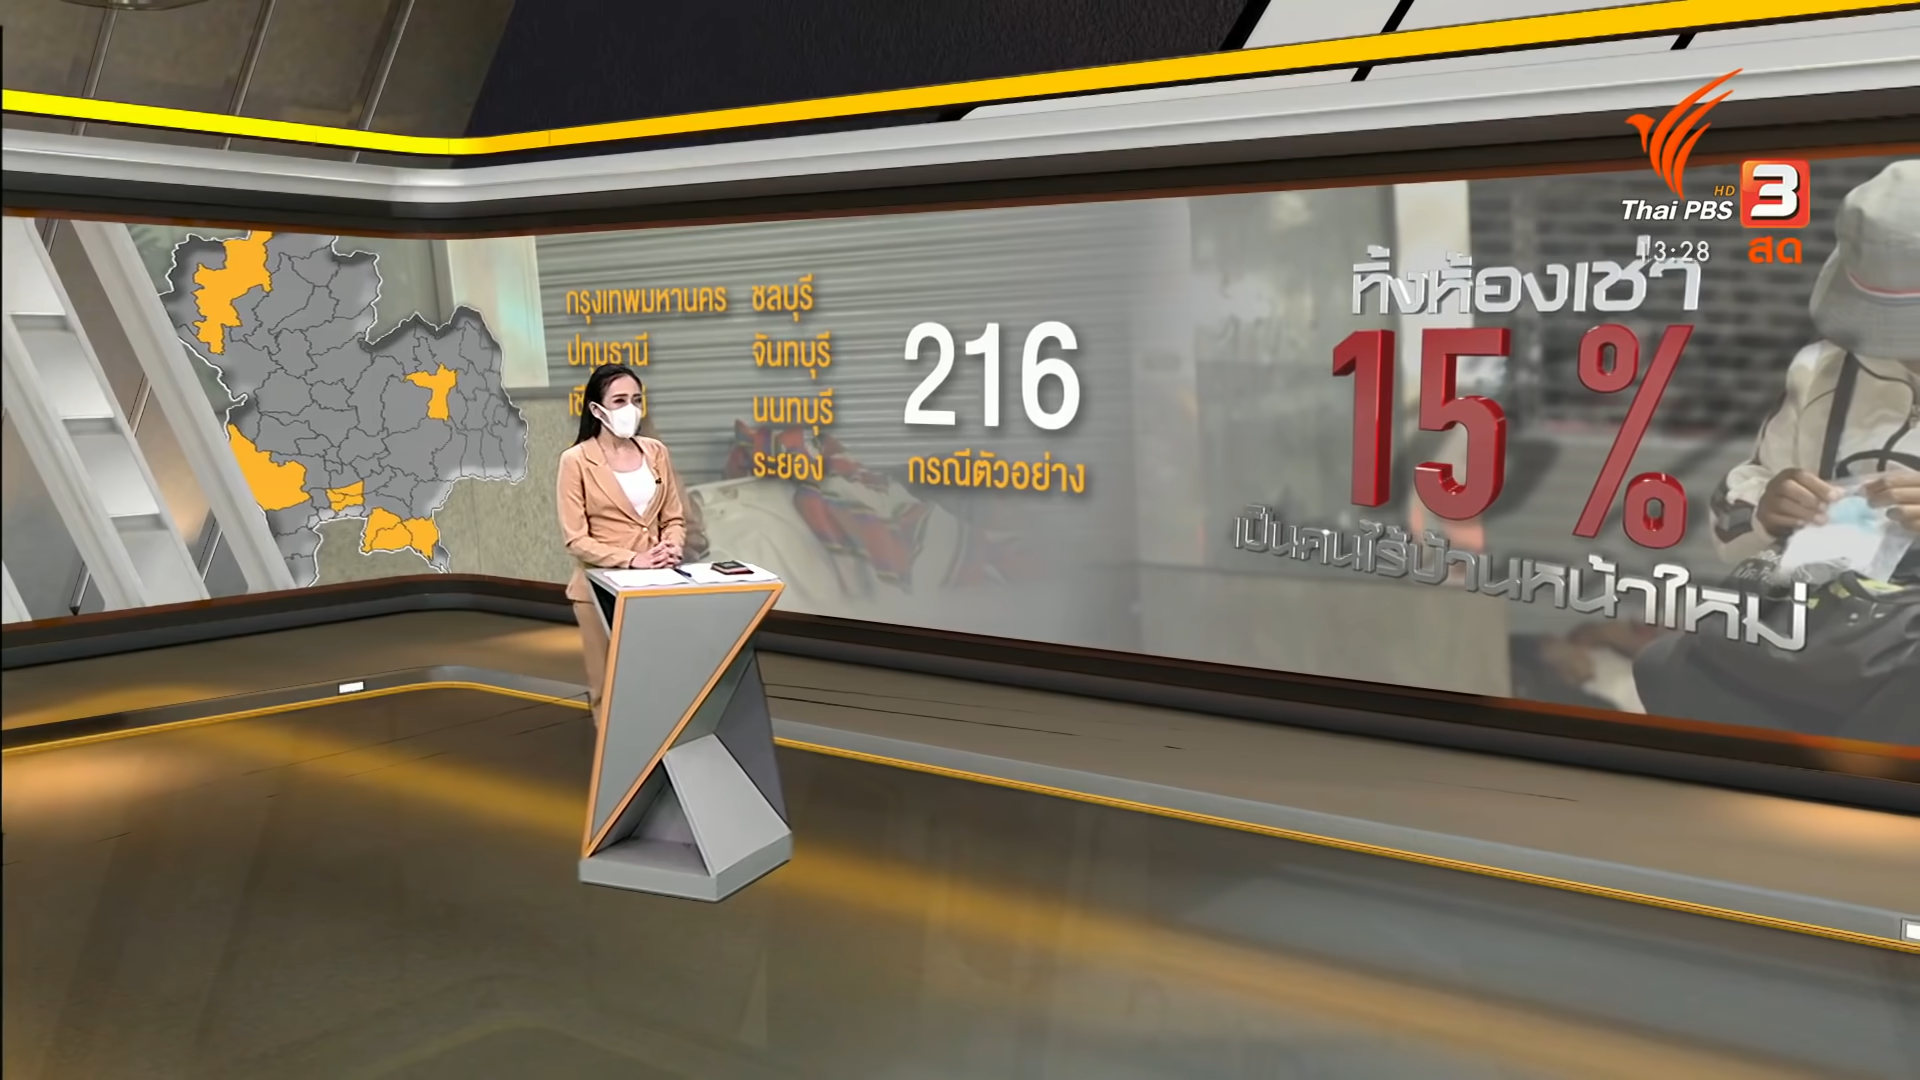 HD
Thai PBS 3
13:28 สด
กรุงเทพมหานคร ชลบุรี
ปทุมธานี จันทบุรี
นนทบุรี
ระยอง
216
กรณีตัวอย่าง
ทิ้งห้องเช่า
15 %
เป็นคนไร้บ้านหน้าใหม่